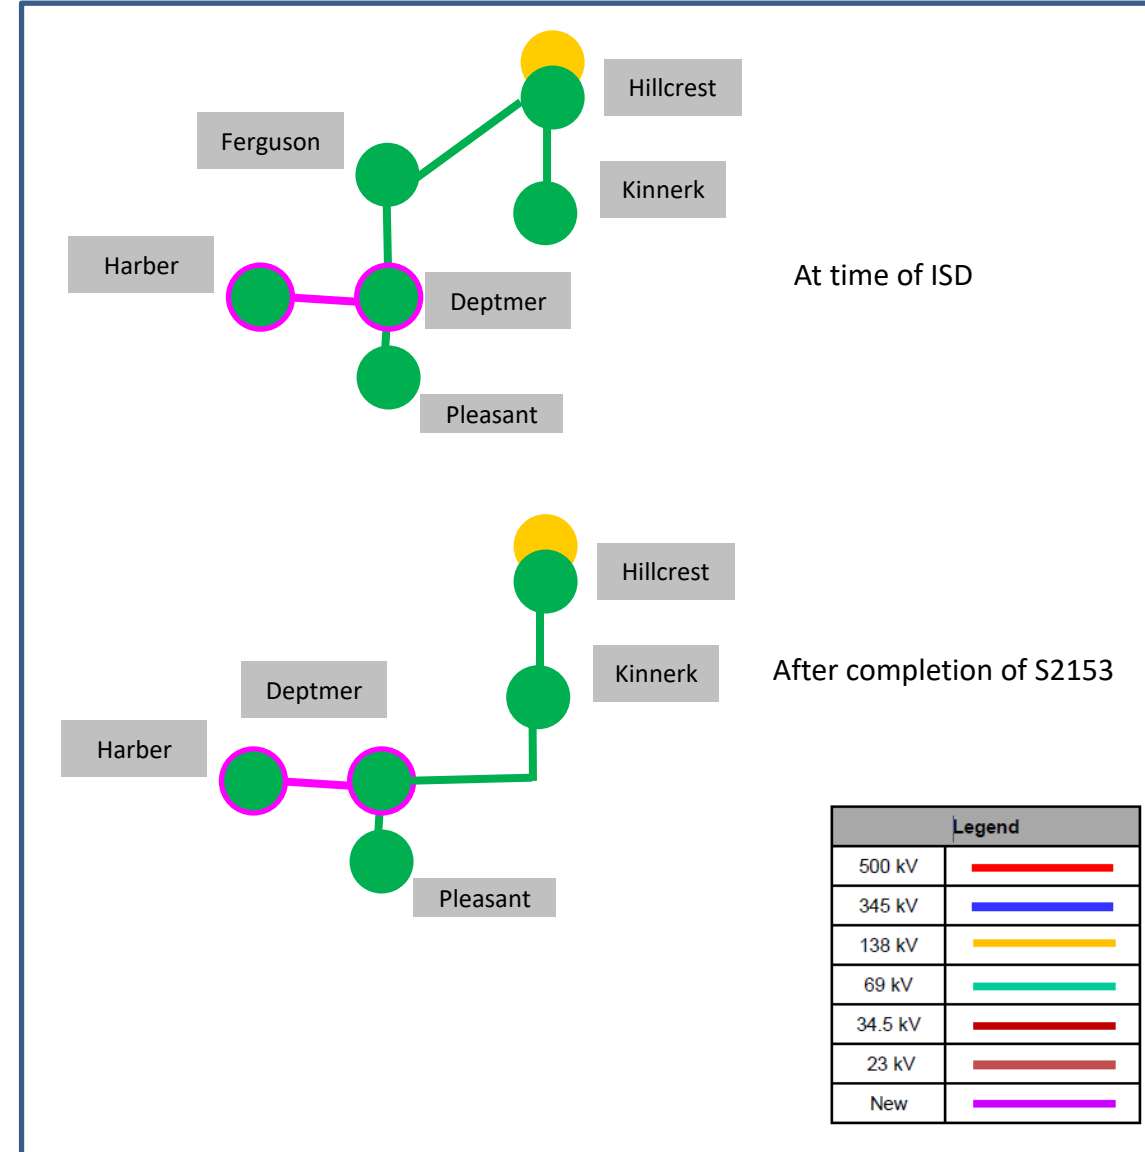 Hillcrest
Ferguson
Kinnerk
Harber
Deptmer
At time of ISD
Pleasant
Hillcrest
Kinnerk
After completion of S2153
Deptmer
Harber
Pleasant
Legend
500 kV
345 kV
138 kV
69 kV
34.5 kV
23 kV
New